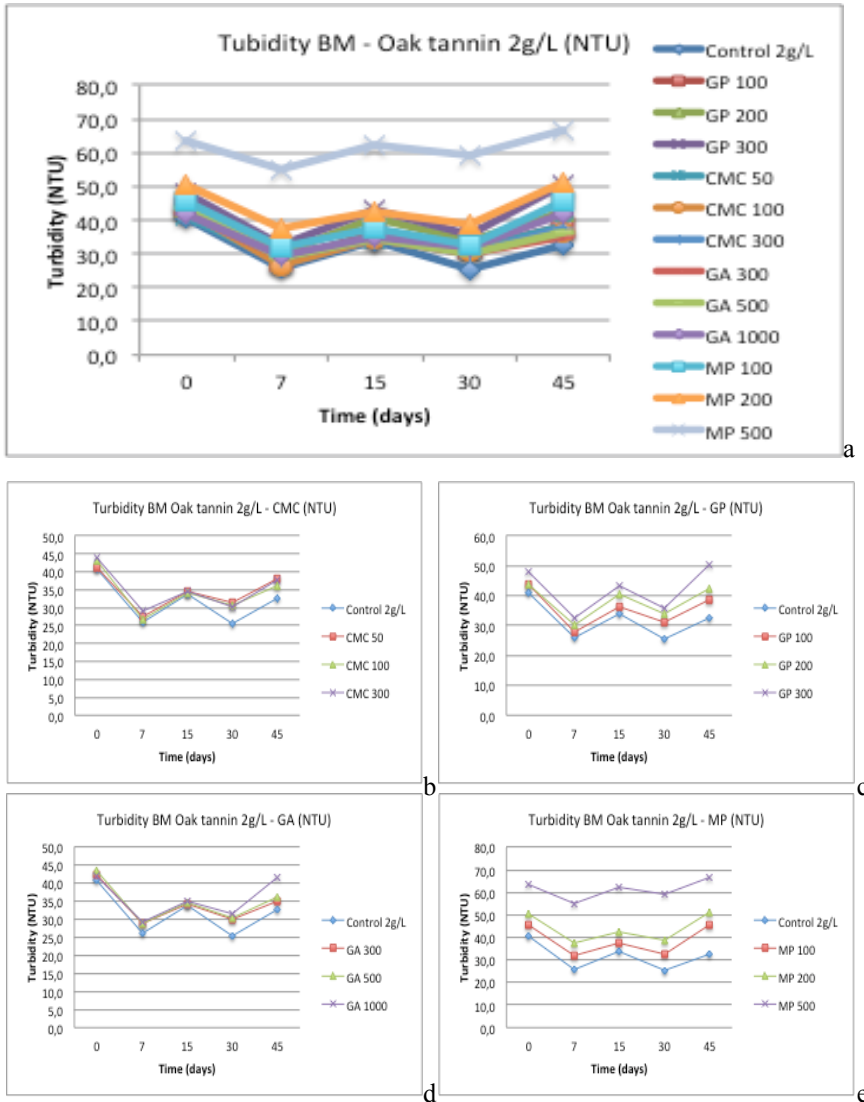 Tubidity BM - Oak tannin 2g/L (NTU)
80,0
70,0
60,0
50,0
40,0
30,0
20,0
10,0
0,0
Turbidity (NTU)
0 7 15 30 45
Time (days)
Control 2g/L
GP 100
GP 200
GP 300
CMC 50
CMC 100
CMC 300
GA 300
GA 500
GA 1000
MP 100
MP 200
MP 500
a
Turbidity BM Oak tannin 2g/L - CMC (NTU)
50,0
45,0
40,0
35,0
30,0
25,0
20,0
15,0
10,0
5,0
0,0
Turbidity (NTU)
0 7 15 30 45
Time (days)
Control 2g/L
CMC 50
CMC 100
CMC 300
b
Turbidity BM Oak tannin 2g/L - GP (NTU)
60,0
50,0
40,0
30,0
20,0
10,0
0,0
Turbidity (NTU)
0 7 15 30 45
Time (days)
Control 2g/L
GP 100
GP 200
GP 300
c
Turbidity BM Oak tannin 2g/L - GA (NTU)
50,0
45,0
40,0
35,0
30,0
25,0
20,0
15,0
10,0
5,0
0,0
Turbidity (NTU)
0 7 15 30 45
Time (days)
Control 2g/L
GA 300
GA 500
GA 1000
d
Turbidity BM Oak tannin 2g/L - MP (NTU)
80,0
70,0
60,0
50,0
40,0
30,0
20,0
10,0
0,0
Turbidity (NTU)
0 7 15 30 45
Time (days)
Control 2g/L
MP 100
MP 200
MP 500
e